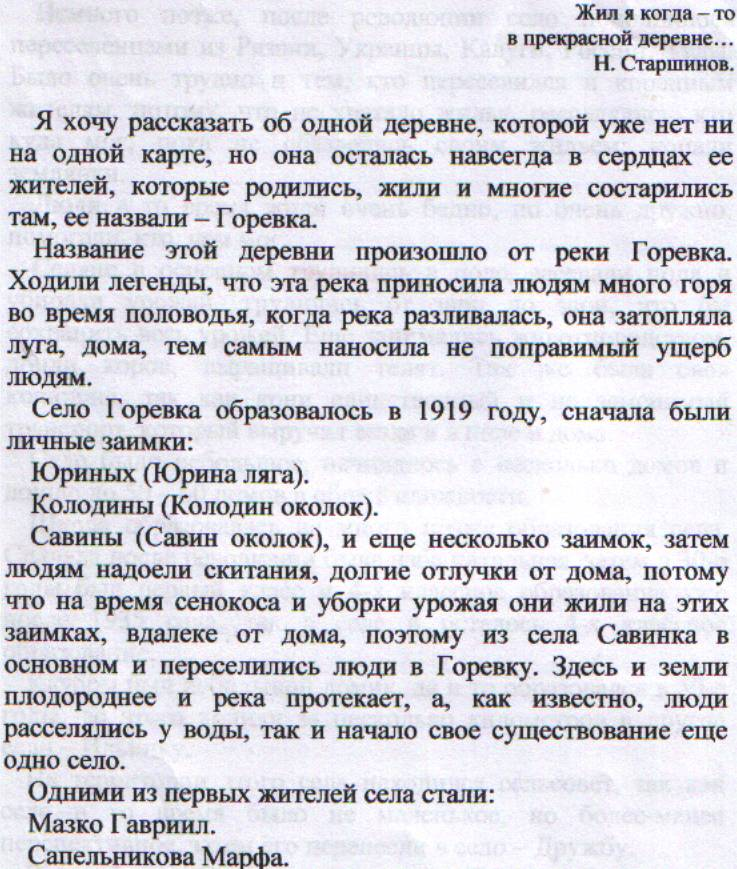 Жил я когда – то
в прекрасной деревне…
Н. Старшинов.
Я хочу рассказать об одной деревне, которой уже нет ни
на одной карте, но она осталась навсегда в сердцах ее
жителей, которые родились, жили и многие состарились
там, ее назвали - Горевка.
Название этой деревни произошло от реки Горевка.
Ходили легенды, что эта река приносила людям много горя
во время половодья, когда река разливалась, она затопляла
луга, дома, тем самым наносила не поправимый ущерб
людям.
Село Горевка образовалось в 1919 году, сначала были
личные заимки:
Юриных (Юрина ляга).
Колодины (Колодин околок).
Савины (Савин околок), и еще несколько заимок, затем
людям надоели скитания, долгие отлучки от дома, потому
что на время сенокоса и уборки урожая они жили на этих
заимках, вдалеке от дома, поэтому из села Савинка в
основном и переселились люди в Горевку. Здесь и земли
плодороднее и река протекает, а, как известно, люди
расселялись у воды, так и начало свое существование еще
одно село.
Одними из первых жителей села стали:
Мазко Гавриил.
Сапельникова Марфа.